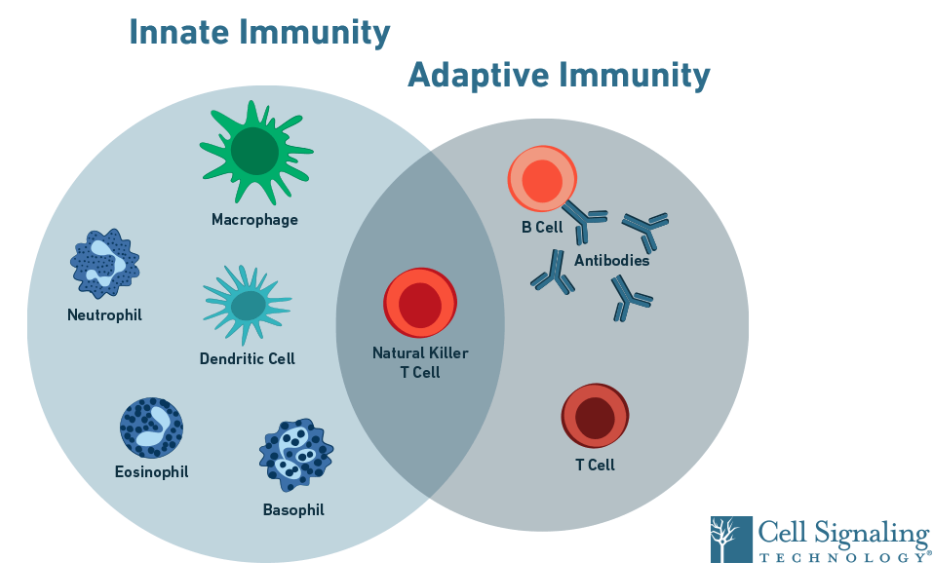 Innate Immunity
Adaptive Immunity
Macrophage
B Cell
Antibodies
Neutrophil
Dendritic Cell
Natural Killer
T Cell
Eosinophil
T Cell
Basophil
Cell Signaling
TECHNOLOGY®